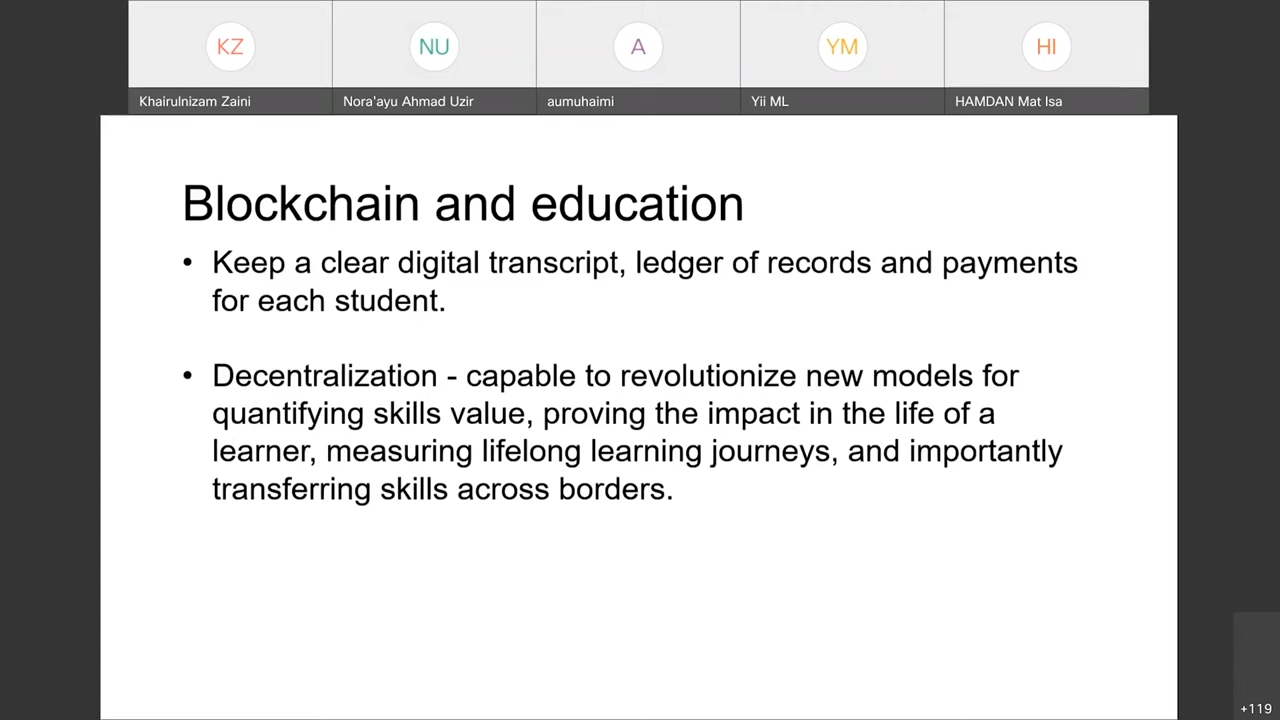 KZ
NU
A
YM
HI
Khairulnizam Zaini
Nora'ayu Ahmad Uzir
aumuhaimi
Yii ML
HAMDAN Mat Isa
Blockchain and education
• Keep a clear digital transcript, ledger of records and payments
for each student.
• Decentralization - capable to revolutionize new models for
quantifying skills value, proving the impact in the life of a
learner, measuring lifelong learning journeys, and importantly
transferring skills across borders.
+119